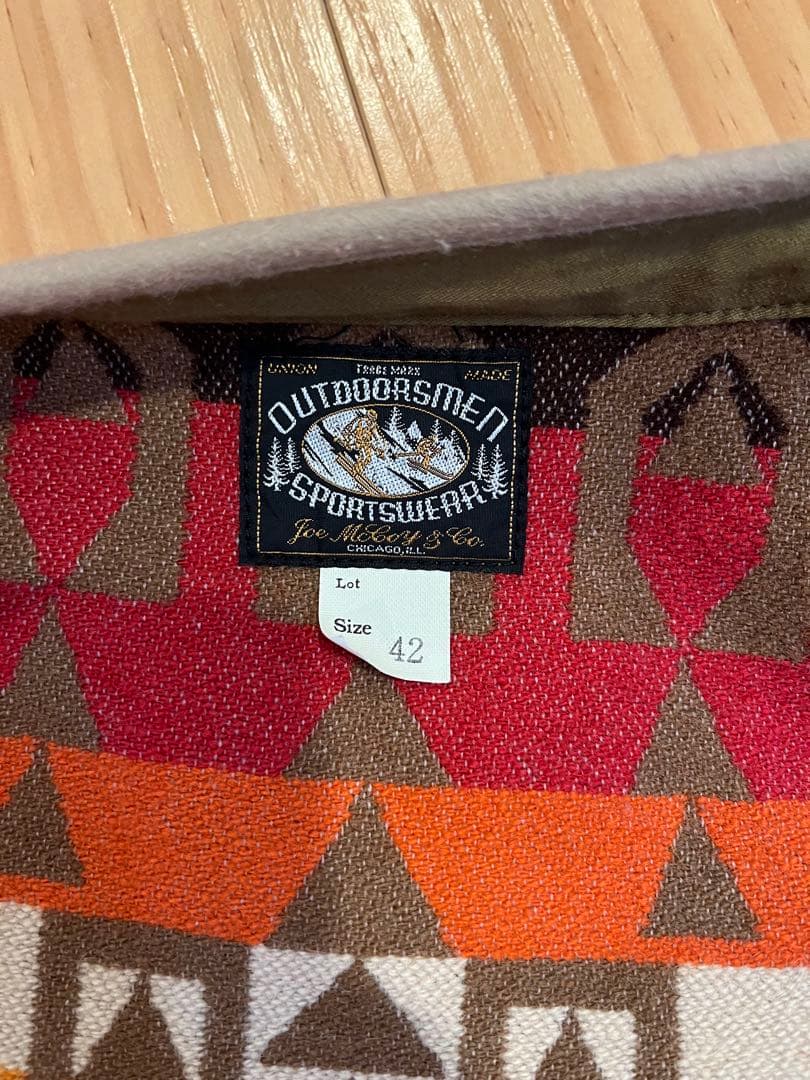 UNION TRADE MARK MADE
OUTDOORSMEN
SPORTSWEAR
Joe McCoy & Co.
CHICAGO, ILL.
Lot
Size 42